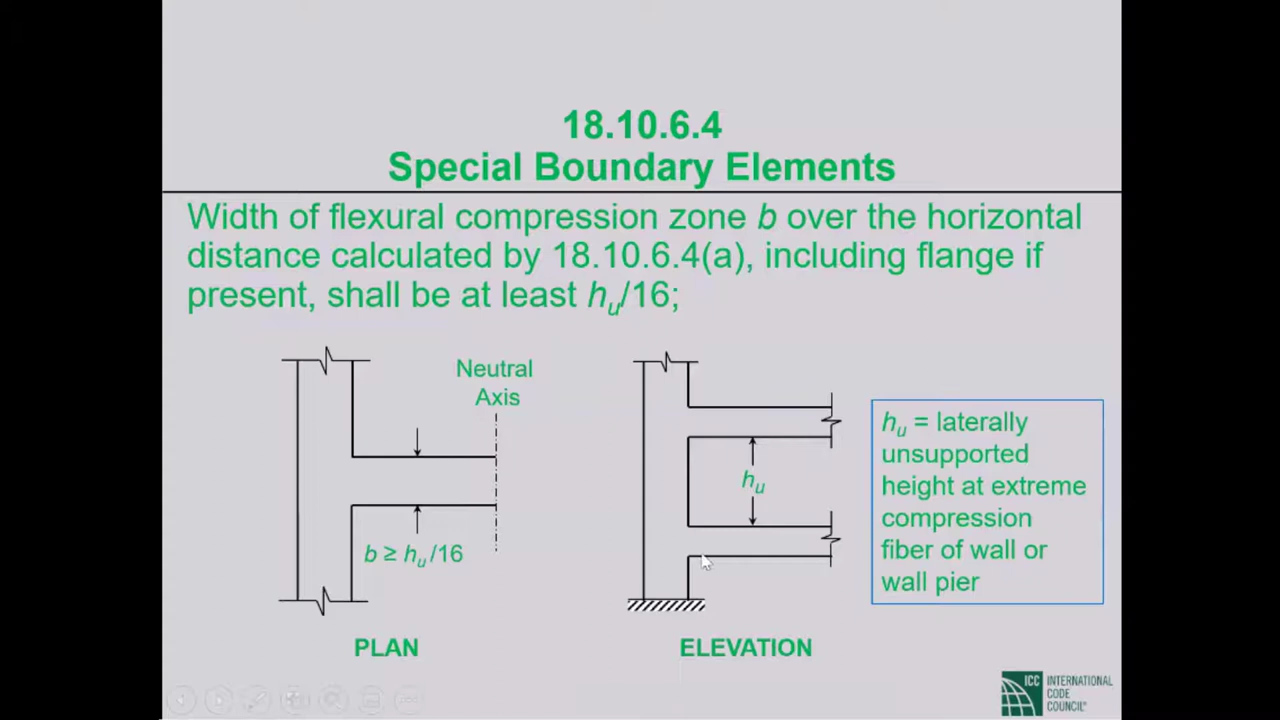 18.10.6.4
Special Boundary Elements
Width of flexural compression zone b over the horizontal
distance calculated by 18.10.6.4(a), including flange if
present, shall be at least hu/16;
Neutral
Axis
b ≥ hu/16
PLAN
hu
ELEVATION
hu = laterally
unsupported
height at extreme
compression
fiber of wall or
wall pier
ICC INTERNATIONAL
CODE
COUNCIL®